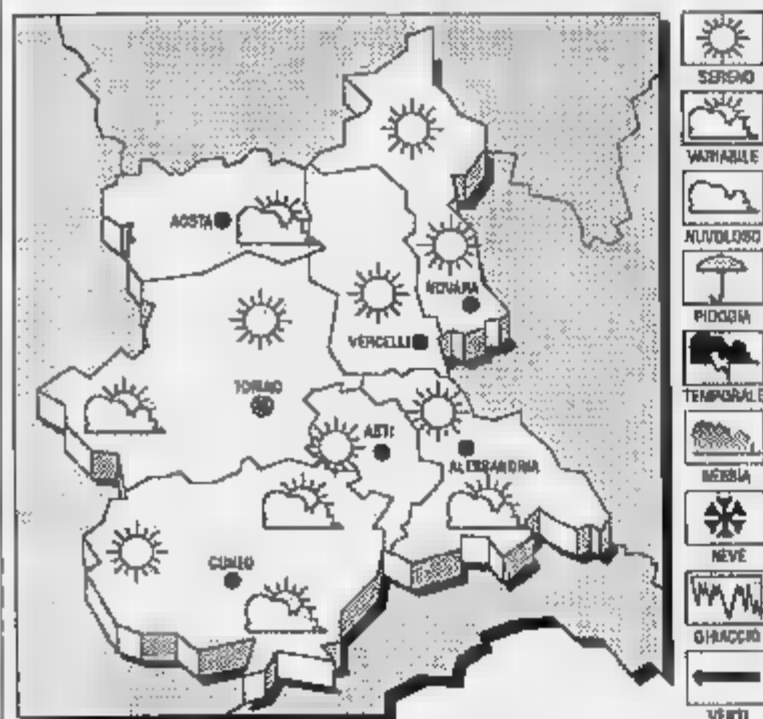 AOSTA
NOVARA
VERCELLI
TORINO
ASTI
ALESSANDRIA
CUNEO
SERENO
VARIABILE
NUVOLOSO
PIOGGIA
TEMPORALE
NEBBIA
NEVE
GHIACCIO
VENTI